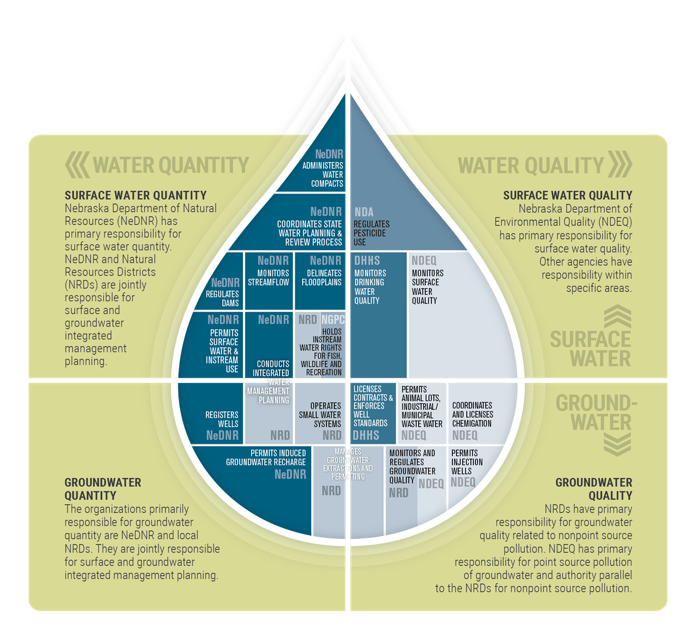 WATER QUANTITY
WATER QUALITY
SURFACE WATER QUANTITY
Nebraska Department of Natural
Resources (NeDNR) has
primary responsibility for
surface water quantity.
NeDNR and Natural
Resources Districts
(NRDs) are jointly
responsible for
surface and
groundwater
integrated
management
planning.
SURFACE WATER QUALITY
Nebraska Department of
Environmental Quality (NDEQ)
has primary responsibility for
surface water quality.
Other agencies have
responsibility within
specific areas.
SURFACE
WATER
NeDNR
ADMINISTERS
WATER
COMPACTS
NeDNR
COORDINATES STATE
WATER PLANNING &
REVIEW PROCESS
NDA
REGULATES
PESTICIDE
USE
NeDNR
REGULATES
DAMS
NeDNR
MONITORS
STREAMFLOW
NeDNR
DELINEATES
FLOODPLAINS
DHHS
MONITORS
DRINKING
WATER
QUALITY
NDEQ
MONITORS
SURFACE
WATER
QUALITY
NeDNR
PERMITS
SURFACE
WATER &
INSTREAM
USE
NeDNR
CONDUCTS
INTEGRATED
WATER
MANAGEMENT
PLANNING
NRD
NRD NGPC
HOLDS
INSTREAM
WATER RIGHTS
FOR FISH,
WILDLIFE AND
RECREATION
REGISTERS
WELLS
NeDNR
OPERATES
SMALL WATER
SYSTEMS
NRD
LICENSES
CONTRACTS &
ENFORCES
WELL
STANDARDS
DHHS
PERMITS
ANIMAL LOTS,
INDUSTRIAL/
MUNICIPAL
WASTE WATER
NDEQ
COORDINATES
AND LICENSES
CHEMIGATION
NDEQ
PERMITS INDUCED
GROUNDWATER RECHARGE
NeDNR
MANAGES
GROUNDWATER
EXTRACTIONS AND
PERMITTING
NRD
MONITORS AND
REGULATES
GROUNDWATER
QUALITY
NRD NDEQ
PERMITS
INJECTION
WELLS
NDEQ
GROUND-
WATER
GROUNDWATER
QUANTITY
The organizations primarily
responsible for groundwater
quantity are NeDNR and local
NRDs. They are jointly responsible
for surface and groundwater
integrated management planning.
GROUNDWATER
QUALITY
NRDs have primary
responsibility for groundwater
quality related to nonpoint source
pollution. NDEQ has primary
responsibility for point source pollution
of groundwater and authority parallel
to the NRDs for nonpoint source pollution.